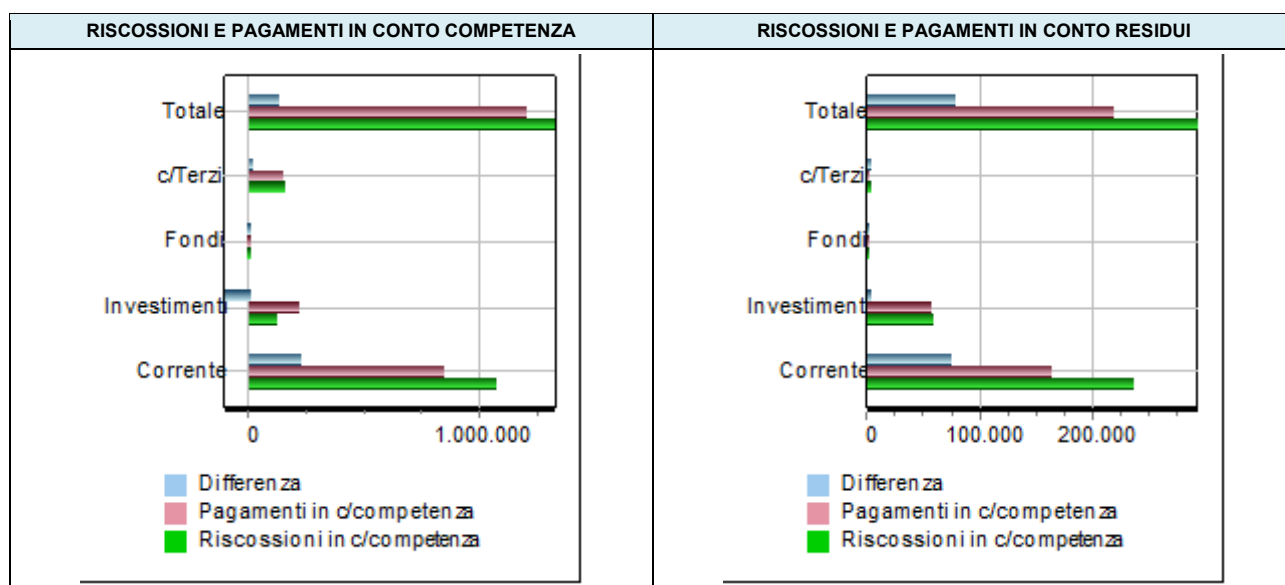 RISCOSSIONI E PAGAMENTI IN CONTO COMPETENZA
Totale
c/Terzi
Fondi
Investimenti
Corrente
0 1.000.000
Differenza
Pagamenti in c/competenza
Riscossioni in c/competenza
RISCOSSIONI E PAGAMENTI IN CONTO RESIDUI
Totale
c/Terzi
Fondi
Investimenti
Corrente
0 100.000 200.000
Differenza
Pagamenti in c/competenza
Riscossioni in c/competenza